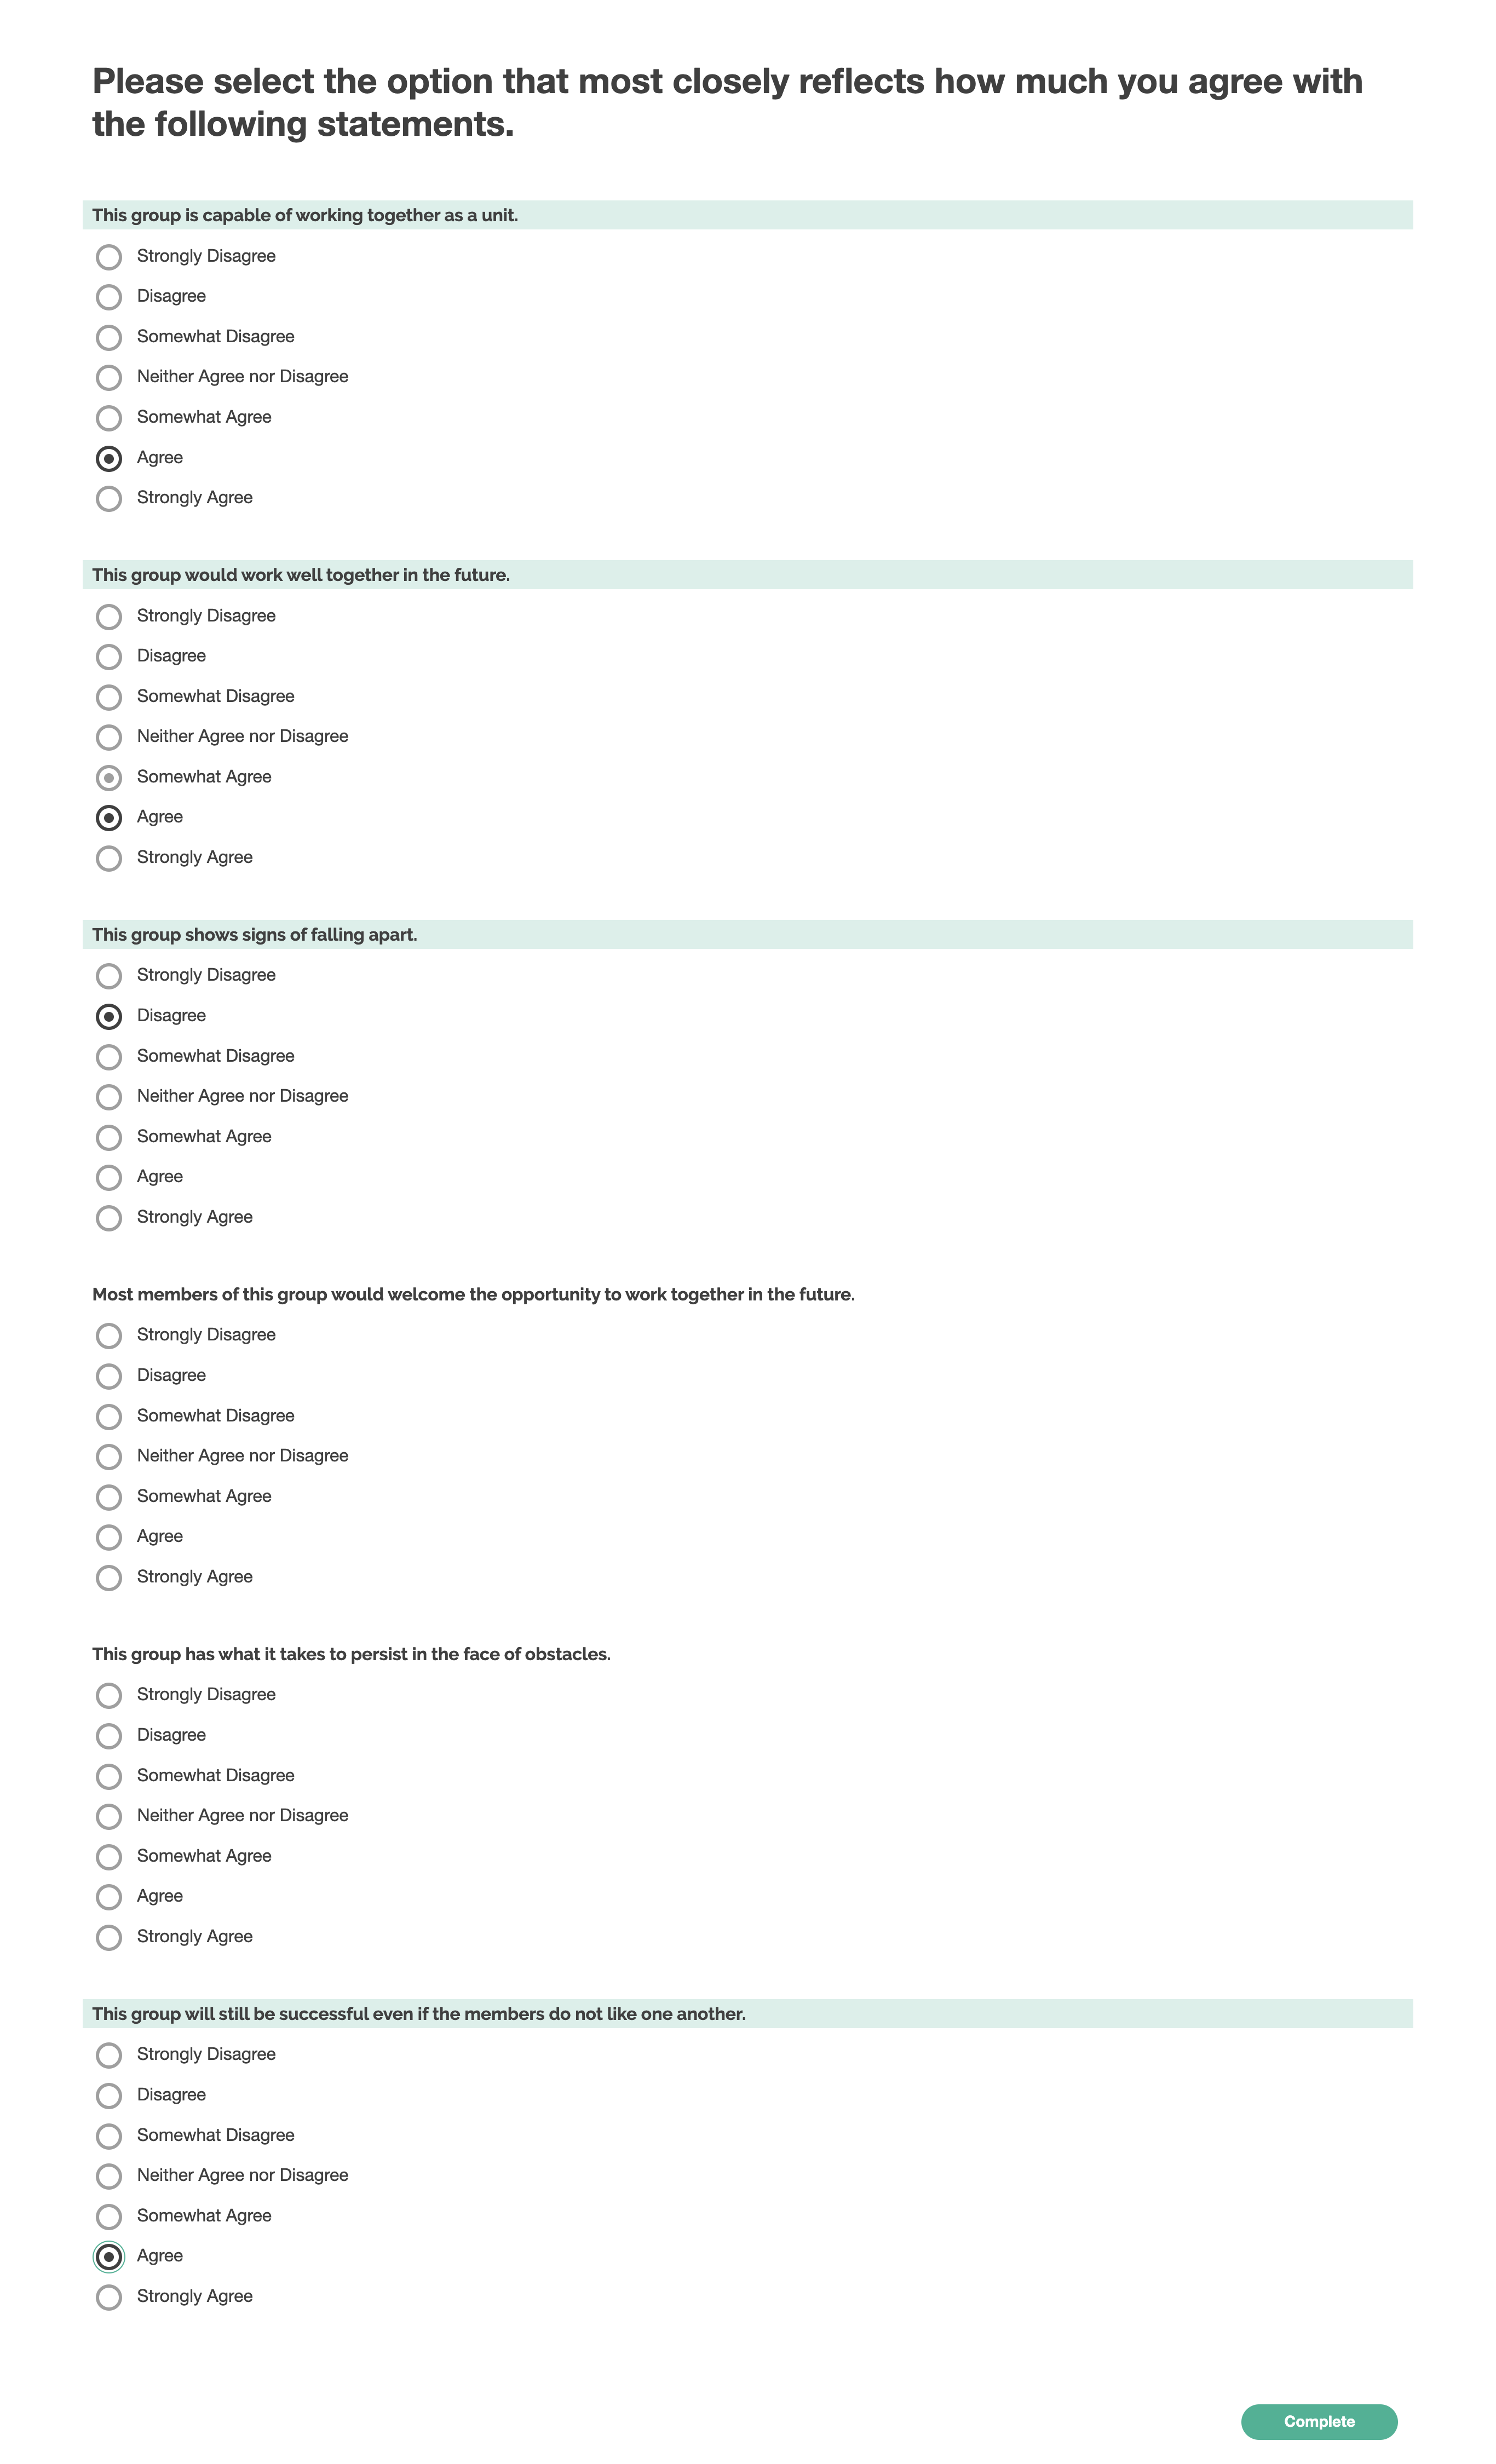 Please select the option that most closely reflects how much you agree with
the following statements.
This group is capable of working together as a unit.
Strongly Disagree
Disagree
Somewhat Disagree
Neither Agree nor Disagree
Somewhat Agree
Agree
Strongly Agree
This group would work well together in the future.
Strongly Disagree
Disagree
Somewhat Disagree
Neither Agree nor Disagree
Somewhat Agree
Agree
Strongly Agree
This group shows signs of falling apart.
Strongly Disagree
Disagree
Somewhat Disagree
Neither Agree nor Disagree
Somewhat Agree
Agree
Strongly Agree
Most members of this group would welcome the opportunity to work together in the future.
Strongly Disagree
Disagree
Somewhat Disagree
Neither Agree nor Disagree
Somewhat Agree
Agree
Strongly Agree
This group has what it takes to persist in the face of obstacles.
Strongly Disagree
Disagree
Somewhat Disagree
Neither Agree nor Disagree
Somewhat Agree
Agree
Strongly Agree
This group will still be successful even if the members do not like one another.
Strongly Disagree
Disagree
Somewhat Disagree
Neither Agree nor Disagree
Somewhat Agree
Agree
Strongly Agree
Complete